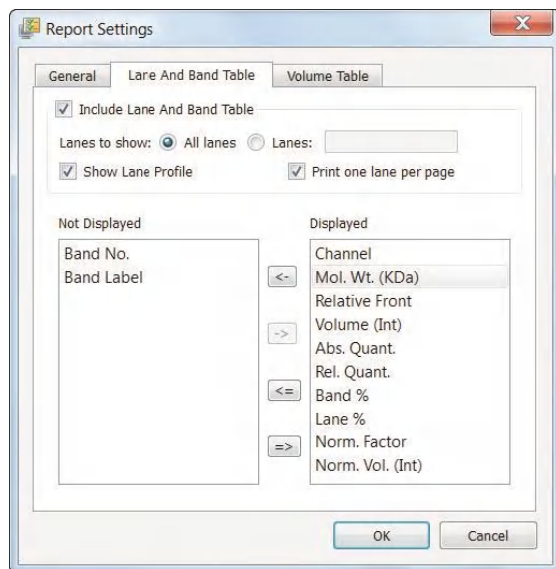 Report Settings
General Lare And Band Table Volume Table
Include Lane And Band Table
Lanes to show: All lanes Lanes:
Show Lane Profile Print one lane per page
Not Displayed Displayed
Band No. Channel
Band Label <- Mol. Wt. (KDa)
Relative Front
-> Volume (Int)
Abs. Quant.
Rel. Quant.
<= Band %
Lane %
=> Norm. Factor
Norm. Vol. (Int)
OK Cancel